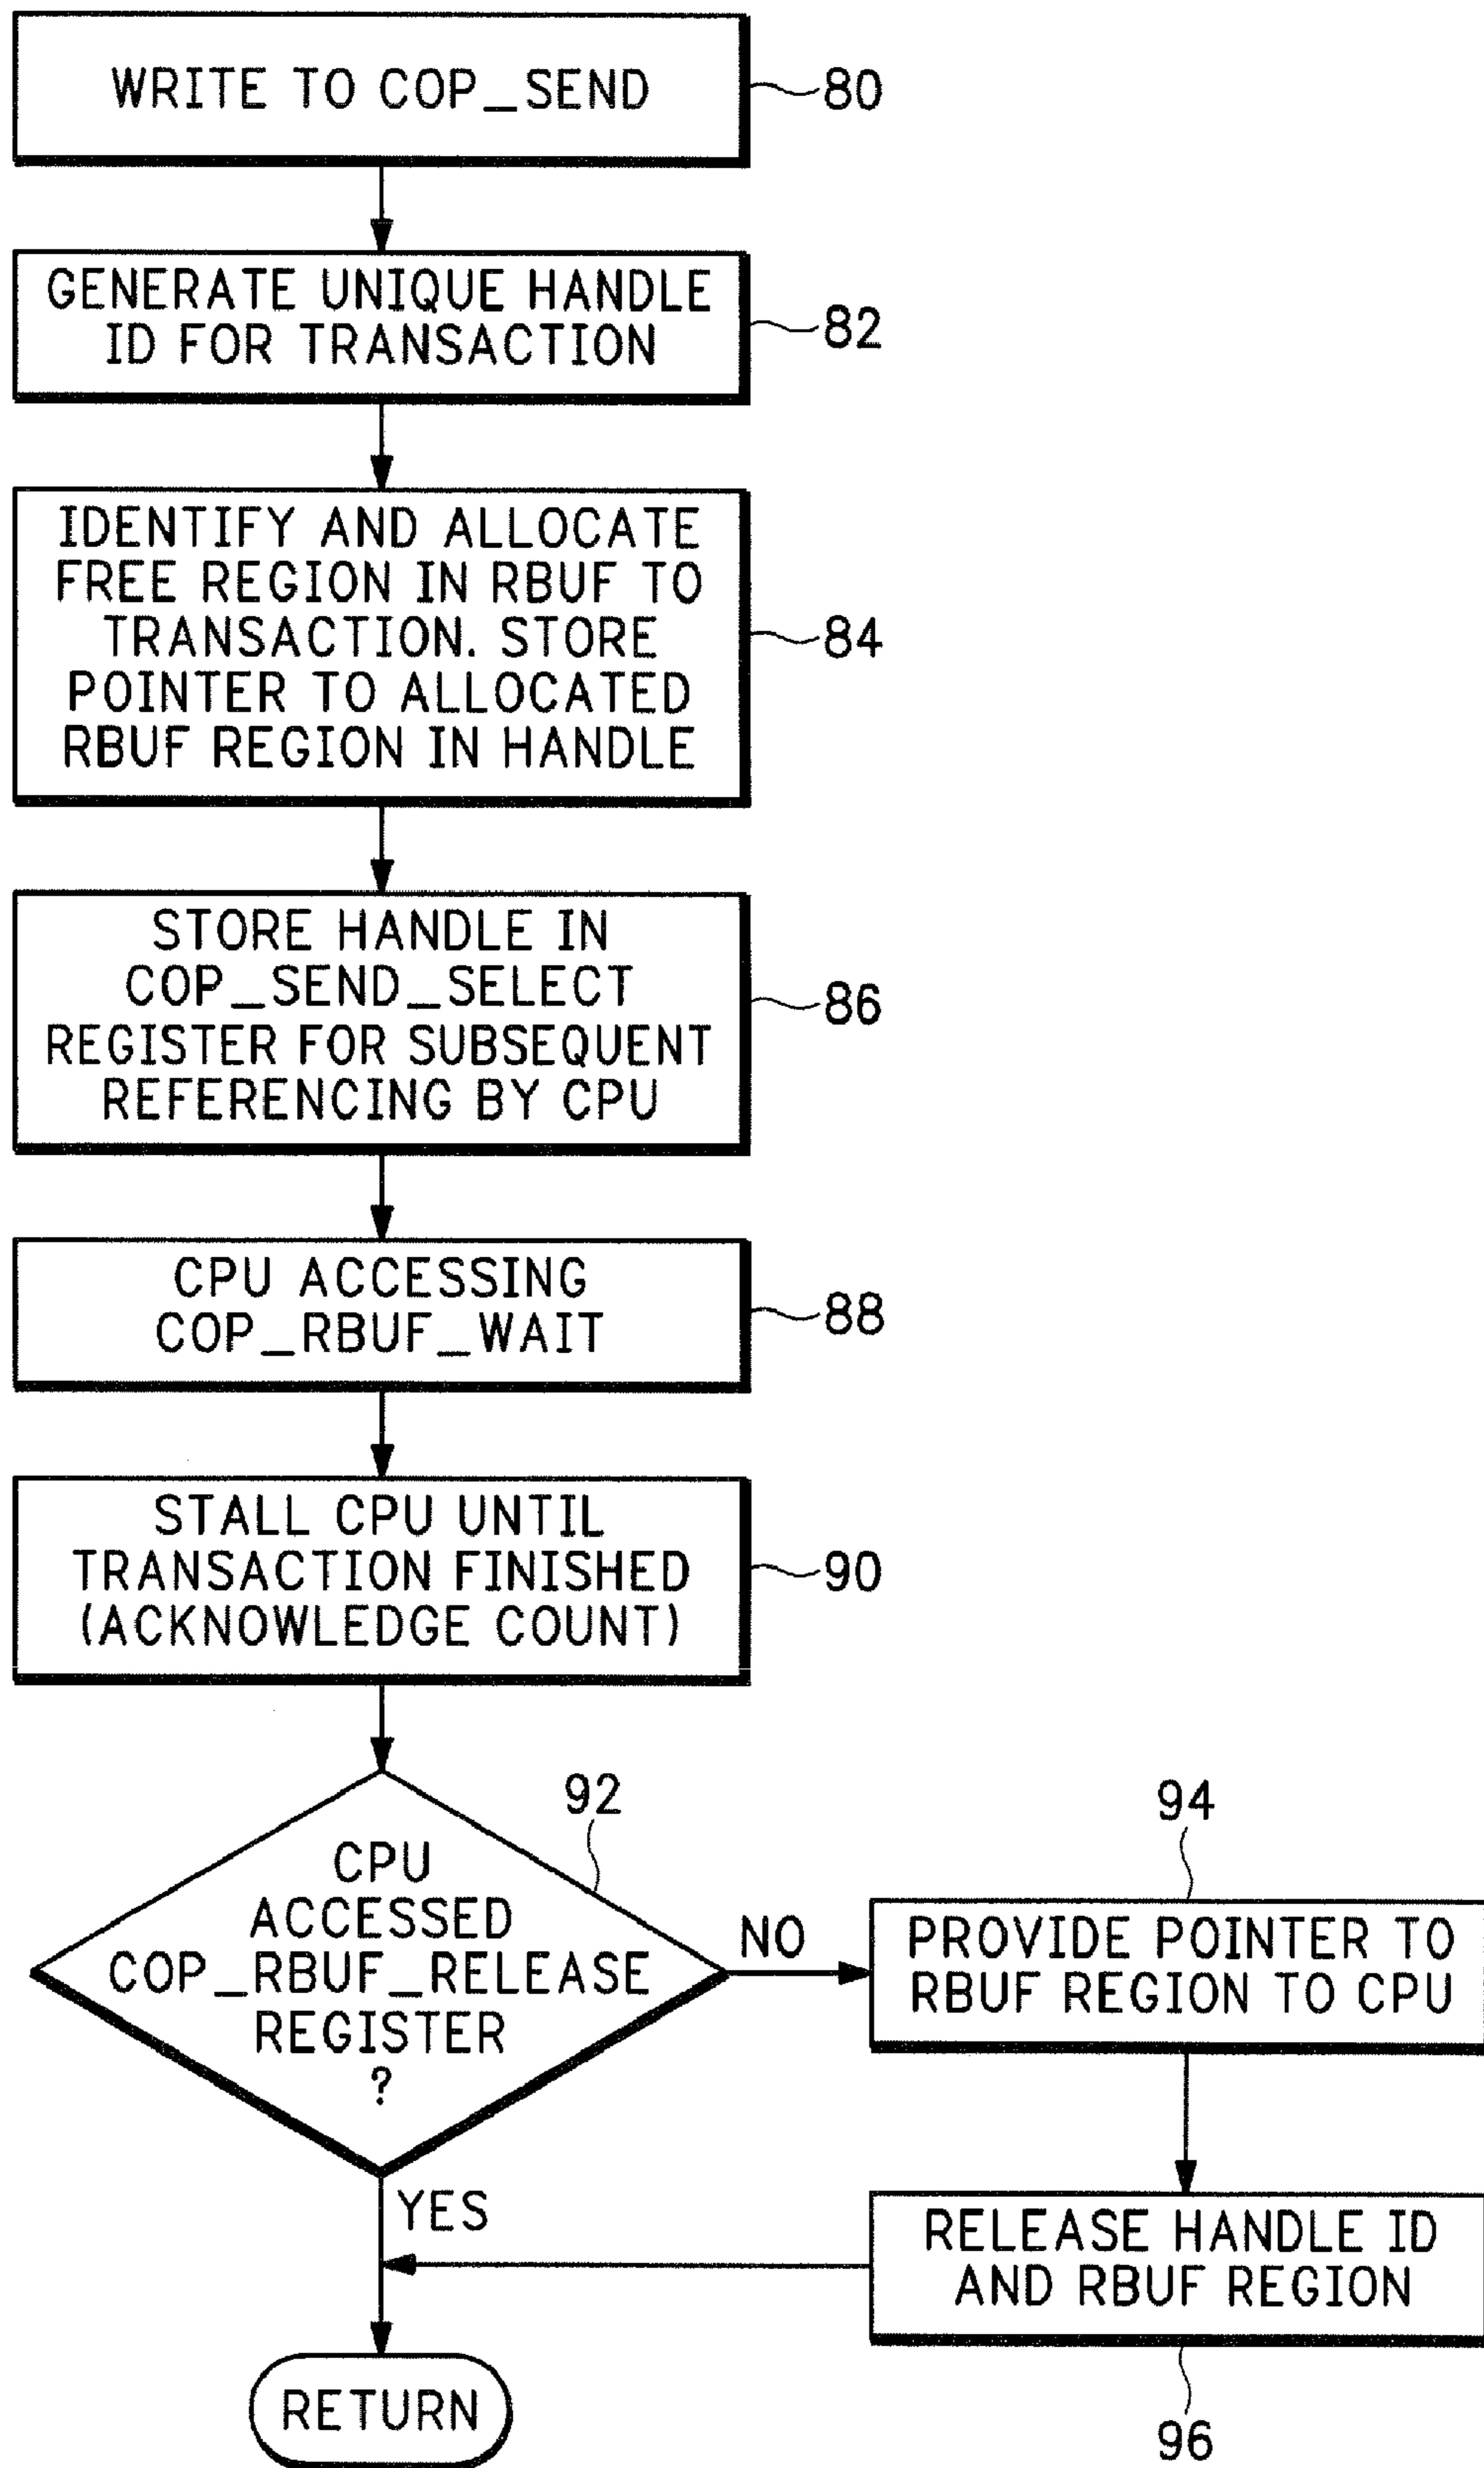 WRITE TO COP_SEND
80
GENERATE UNIQUE HANDLE
ID FOR TRANSACTION
82
IDENTIFY AND ALLOCATE
FREE REGION IN RBUF TO
TRANSACTION. STORE
POINTER TO ALLOCATED
RBUF REGION IN HANDLE
84
STORE HANDLE IN
COP_SEND_SELECT
REGISTER FOR SUBSEQUENT
REFERENCING BY CPU
86
CPU ACCESSING
COP_RBUF_WAIT
88
STALL CPU UNTIL
TRANSACTION FINISHED
(ACKNOWLEDGE COUNT)
90
92
CPU
ACCESSED
COP_RBUF_RELEASE
REGISTER
?
NO
94
PROVIDE POINTER TO
RBUF REGION TO CPU
YES
RELEASE HANDLE ID
AND RBUF REGION
96
RETURN